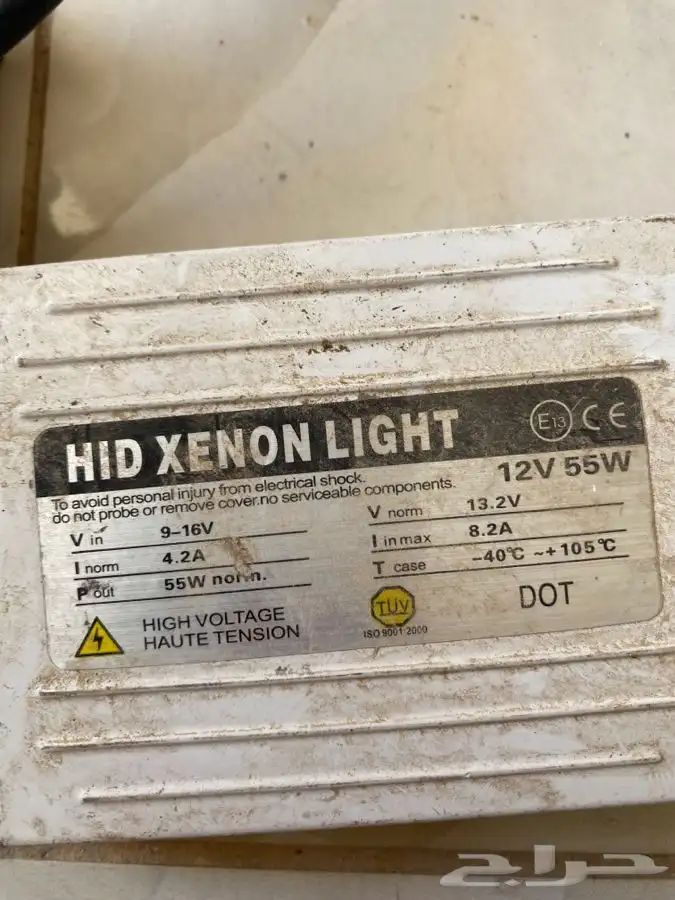 HID XENON LIGHT
E13 CE
12V 55W
To avoid personal injury from electrical shock.
do not probe or remove cover.no serviceable components.
V in 9-16V
V norm 13.2V
I norm 4.2A
I in max 8.2A
P out 55W norm.
T case -40℃ ~+105℃
HIGH VOLTAGE
HAUTE TENSION
TUV
ISO 9001:2000
DOT
حراج